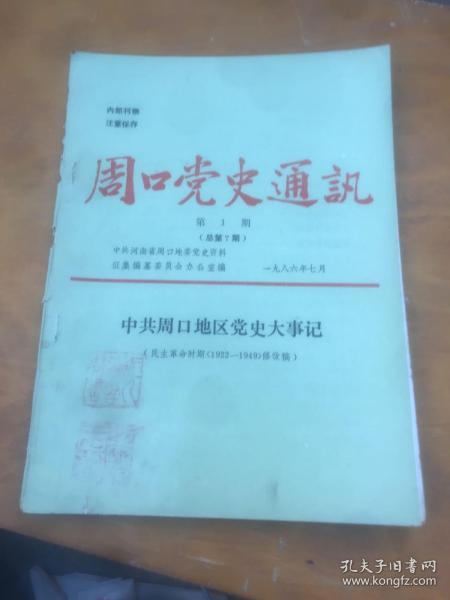 内部刊物
注意保存
周口党史通訊
第 1 期
(总第7期)
中共河南省周口地委党史资料
征集编纂委员会办公室编
一九八六年七月
中共周口地区党史大事记
(民主革命时期<1922—1949>修改稿)
孔夫子旧书网
www.kongfz.com